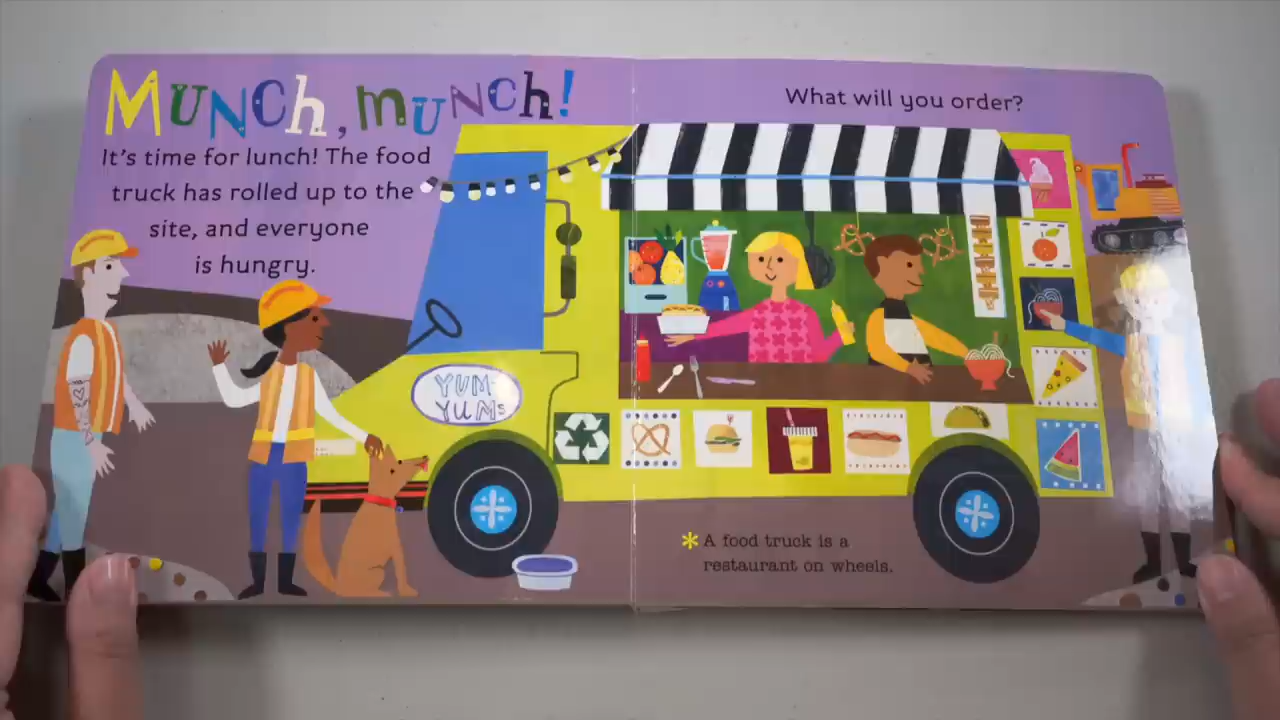 MUNCh, mUNCh!
It's time for lunch! The food
truck has rolled up to the
site, and everyone
is hungry.
YUM
YUMs
What will you order?
* A food truck is a
restaurant on wheels.